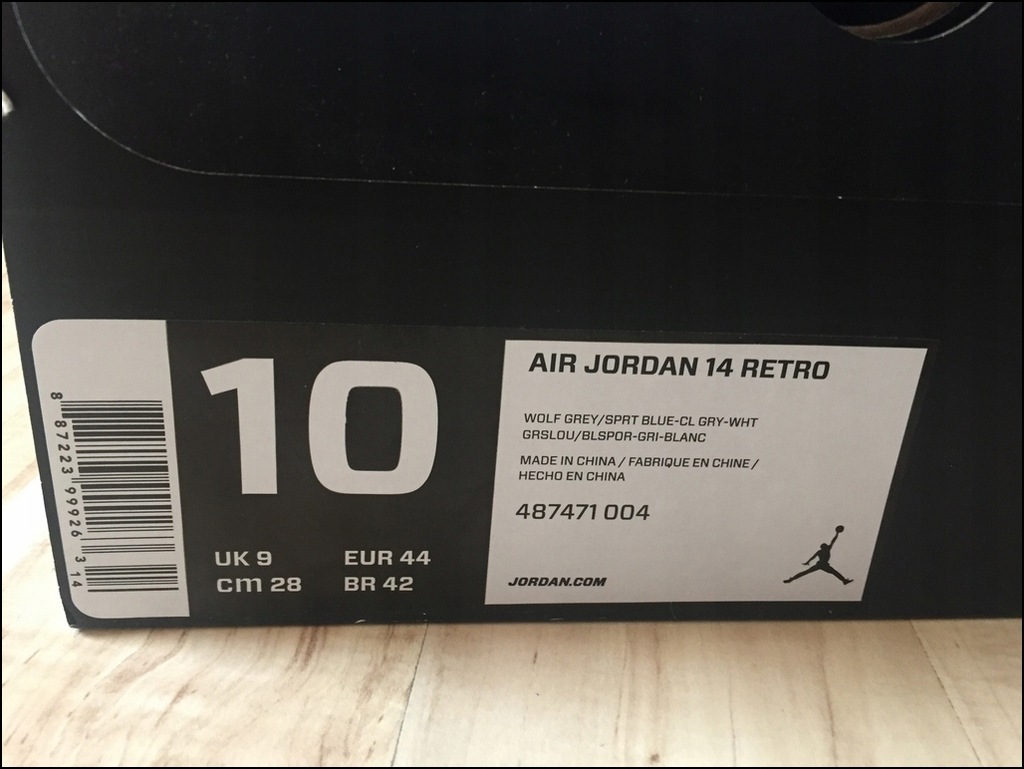 8 87223 99926 3 14
10
UK 9 EUR 44
cm 28 BR 42
AIR JORDAN 14 RETRO
WOLF GREY/SPRT BLUE-CL GRY-WHT
GRSLOU/BLSPOR-GRI-BLANC
MADE IN CHINA / FABRIQUE EN CHINE /
HECHO EN CHINA
487471 004
JORDAN.COM